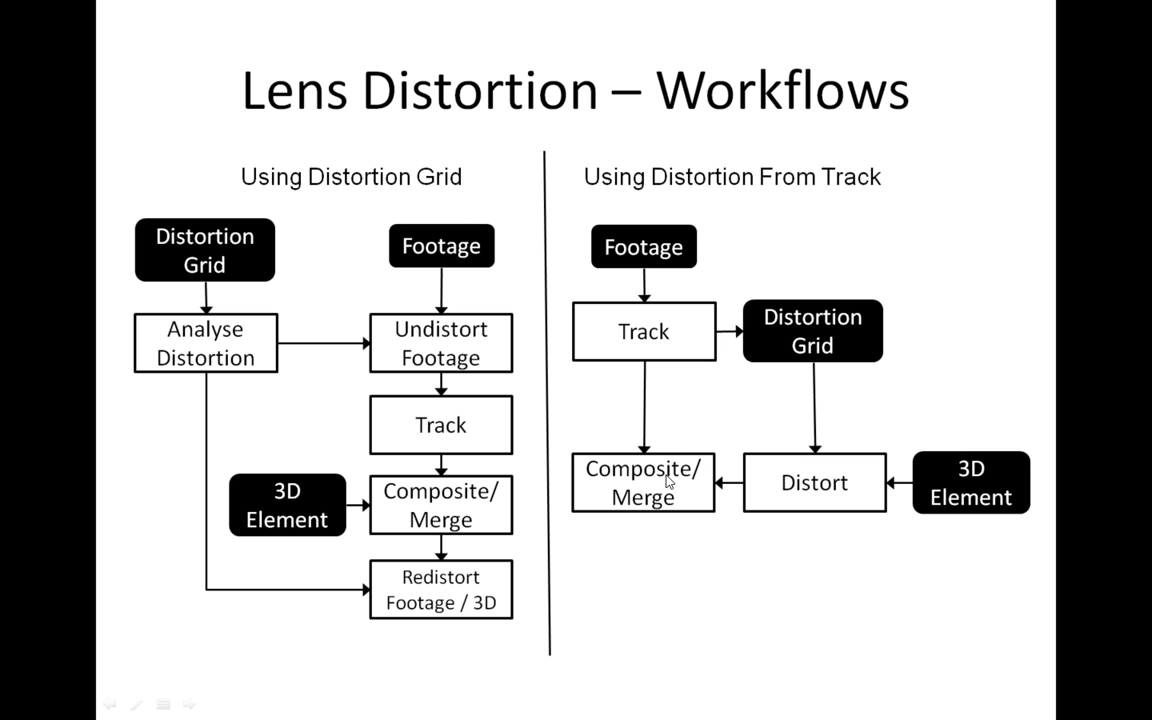 Lens Distortion – Workflows
Using Distortion Grid
Distortion
Grid
Footage
Analyse
Distortion
Undistort
Footage
Track
3D
Element
Composite/
Merge
Redistort
Footage / 3D
Using Distortion From Track
Footage
Track
Distortion
Grid
Composite/
Merge
Distort
3D
Element